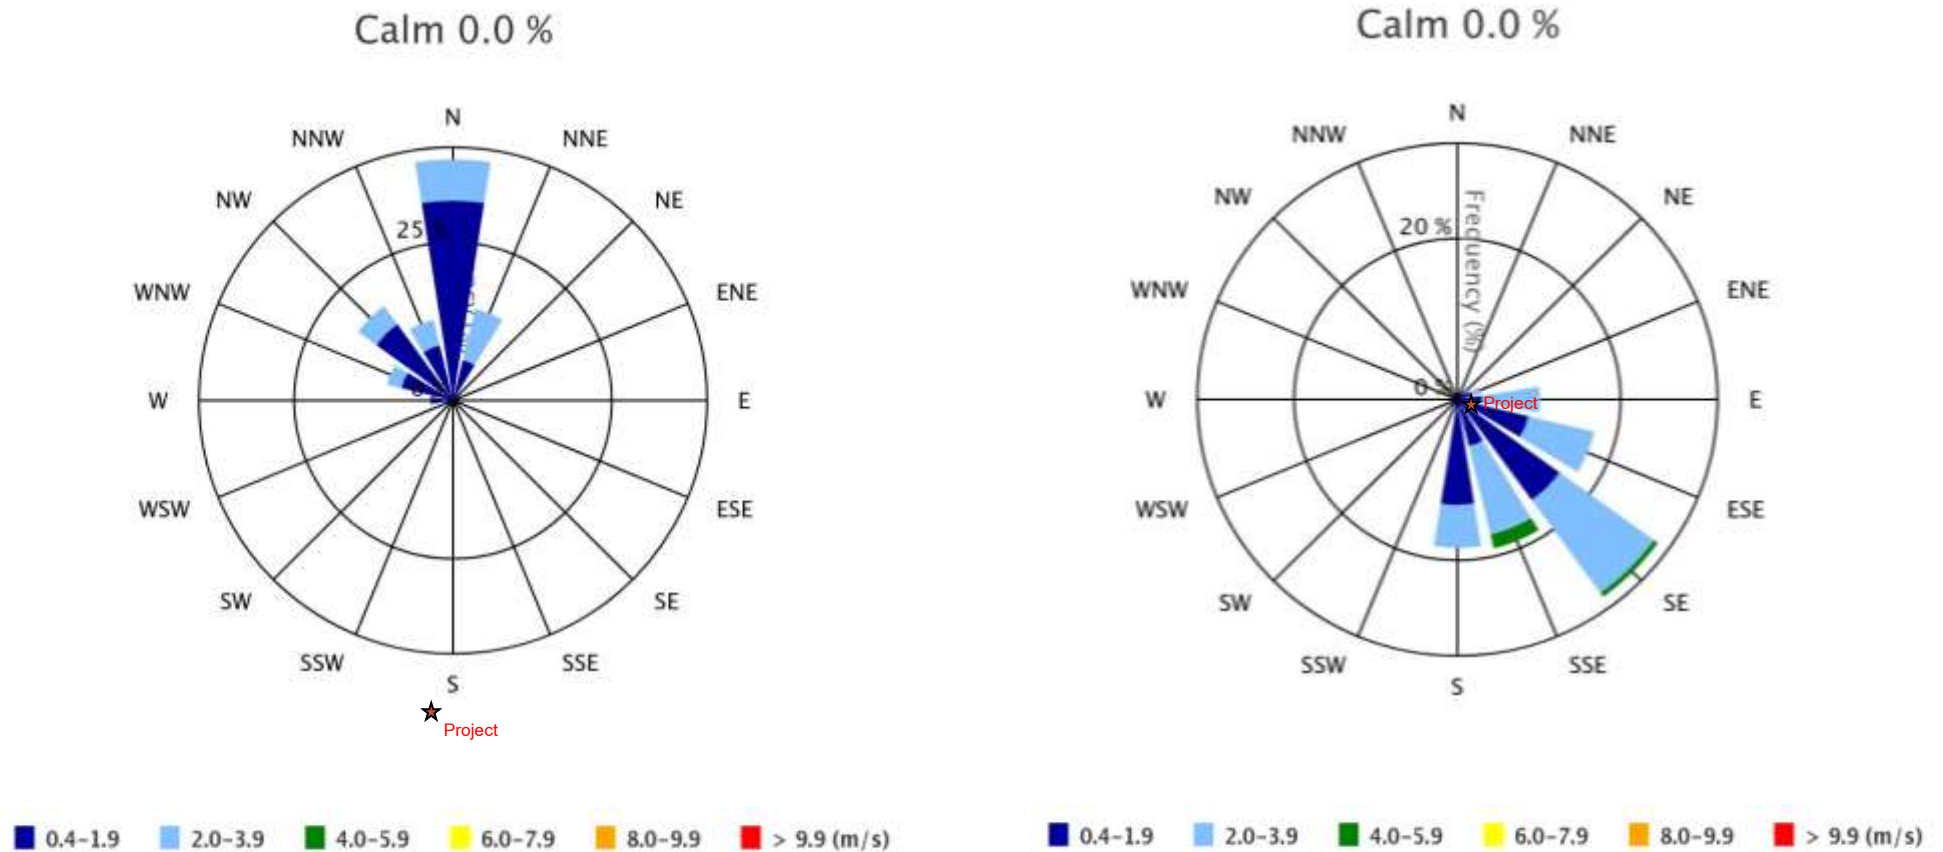 Calm 0.0 %
N
NNW
NNE
NW
NE
WNW
ENE
25
W
E
WSW
ESE
SW
SE
SSW
SSE
S
Project
0.4–1.9 2.0–3.9 4.0–5.9 6.0–7.9 8.0–9.9 > 9.9 (m/s)
Calm 0.0 %
N
NNW
NNE
NW
NE
Frequency (%)
20 %
WNW
ENE
0 %
Project
W
E
WSW
ESE
SW
SE
SSW
SSE
S
0.4–1.9 2.0–3.9 4.0–5.9 6.0–7.9 8.0–9.9 > 9.9 (m/s)